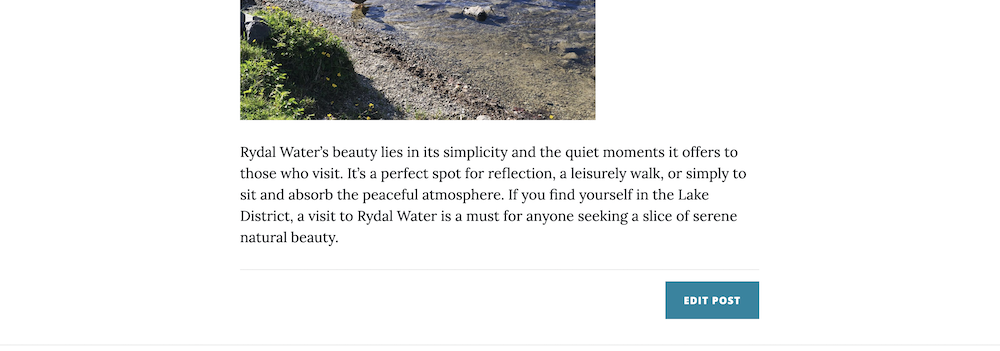 Rydal Water’s beauty lies in its simplicity and the quiet moments it offers to
those who visit. It’s a perfect spot for reflection, a leisurely walk, or simply to
sit and absorb the peaceful atmosphere. If you find yourself in the Lake
District, a visit to Rydal Water is a must for anyone seeking a slice of serene
natural beauty.
EDIT POST